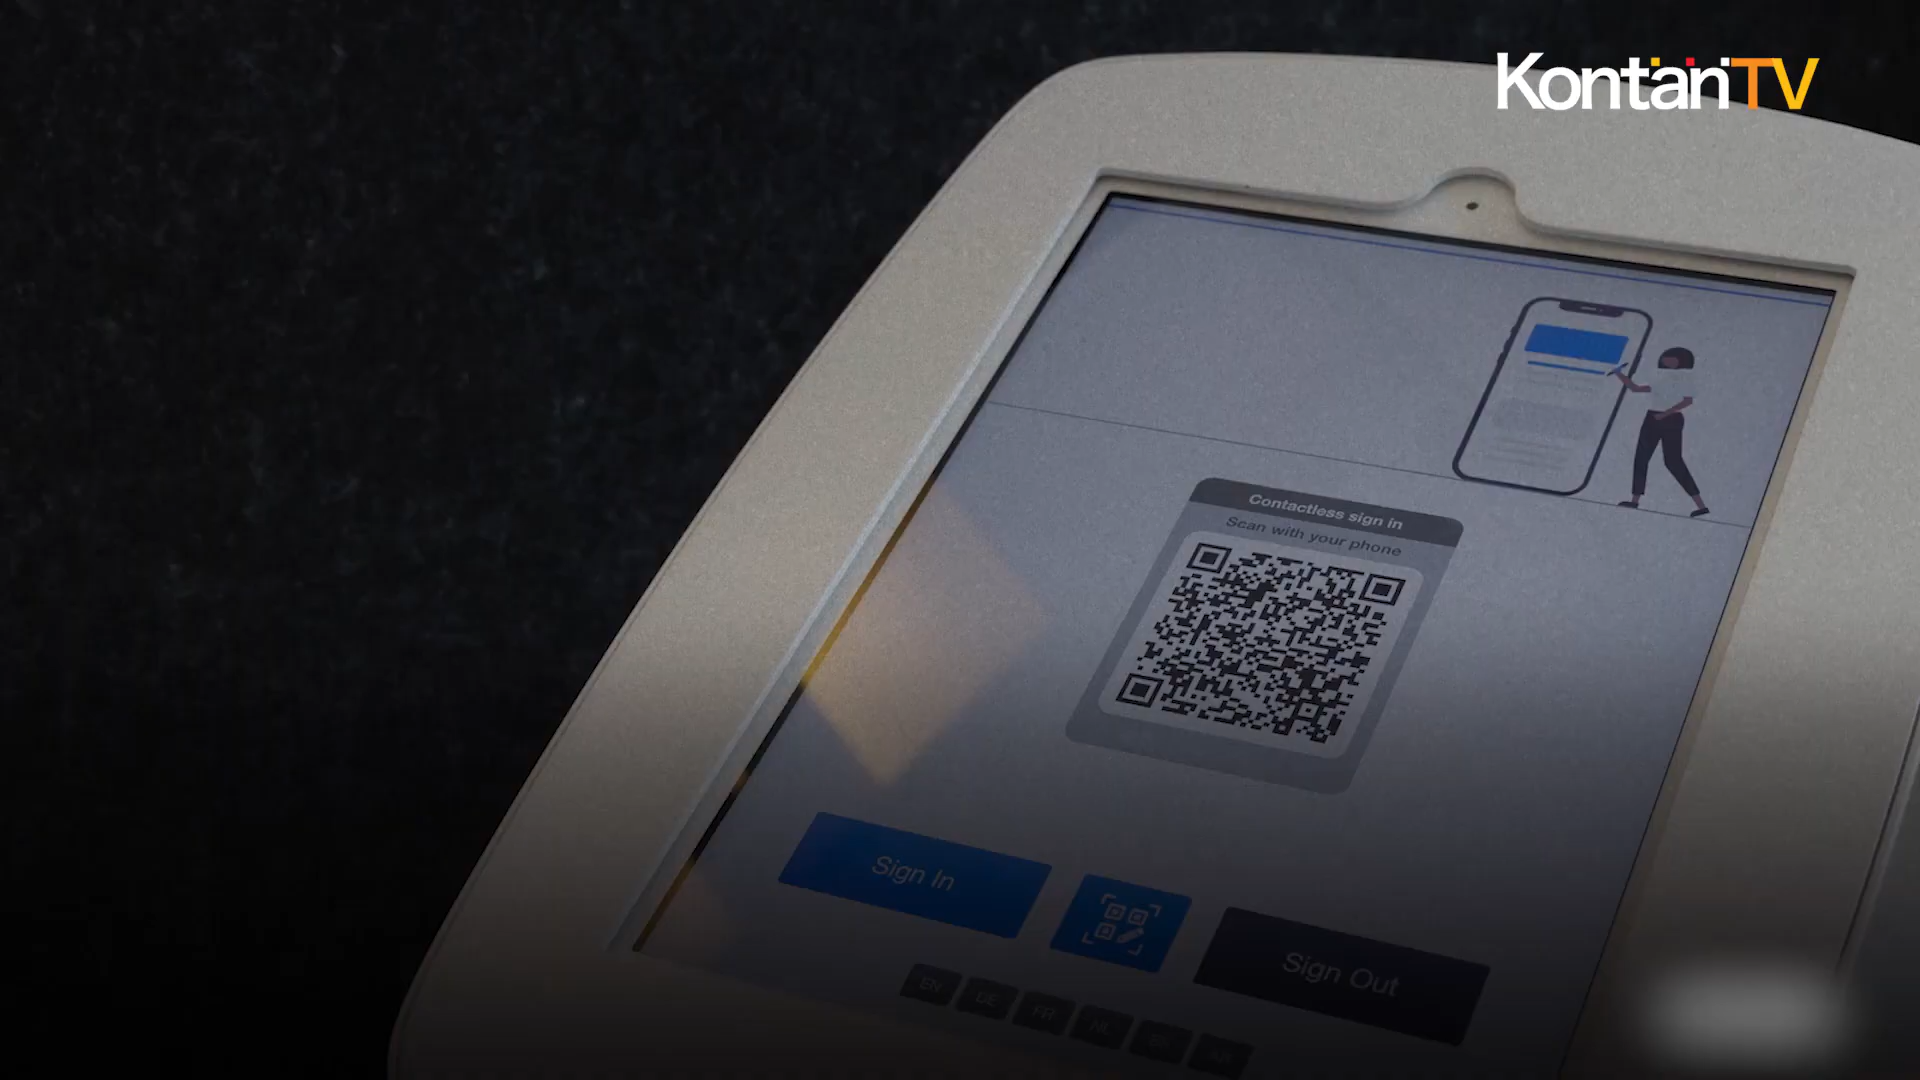 KontanTV
Contactless sign in
Scan with your phone
Sign In
Sign Out
EN
DE
FR
NL